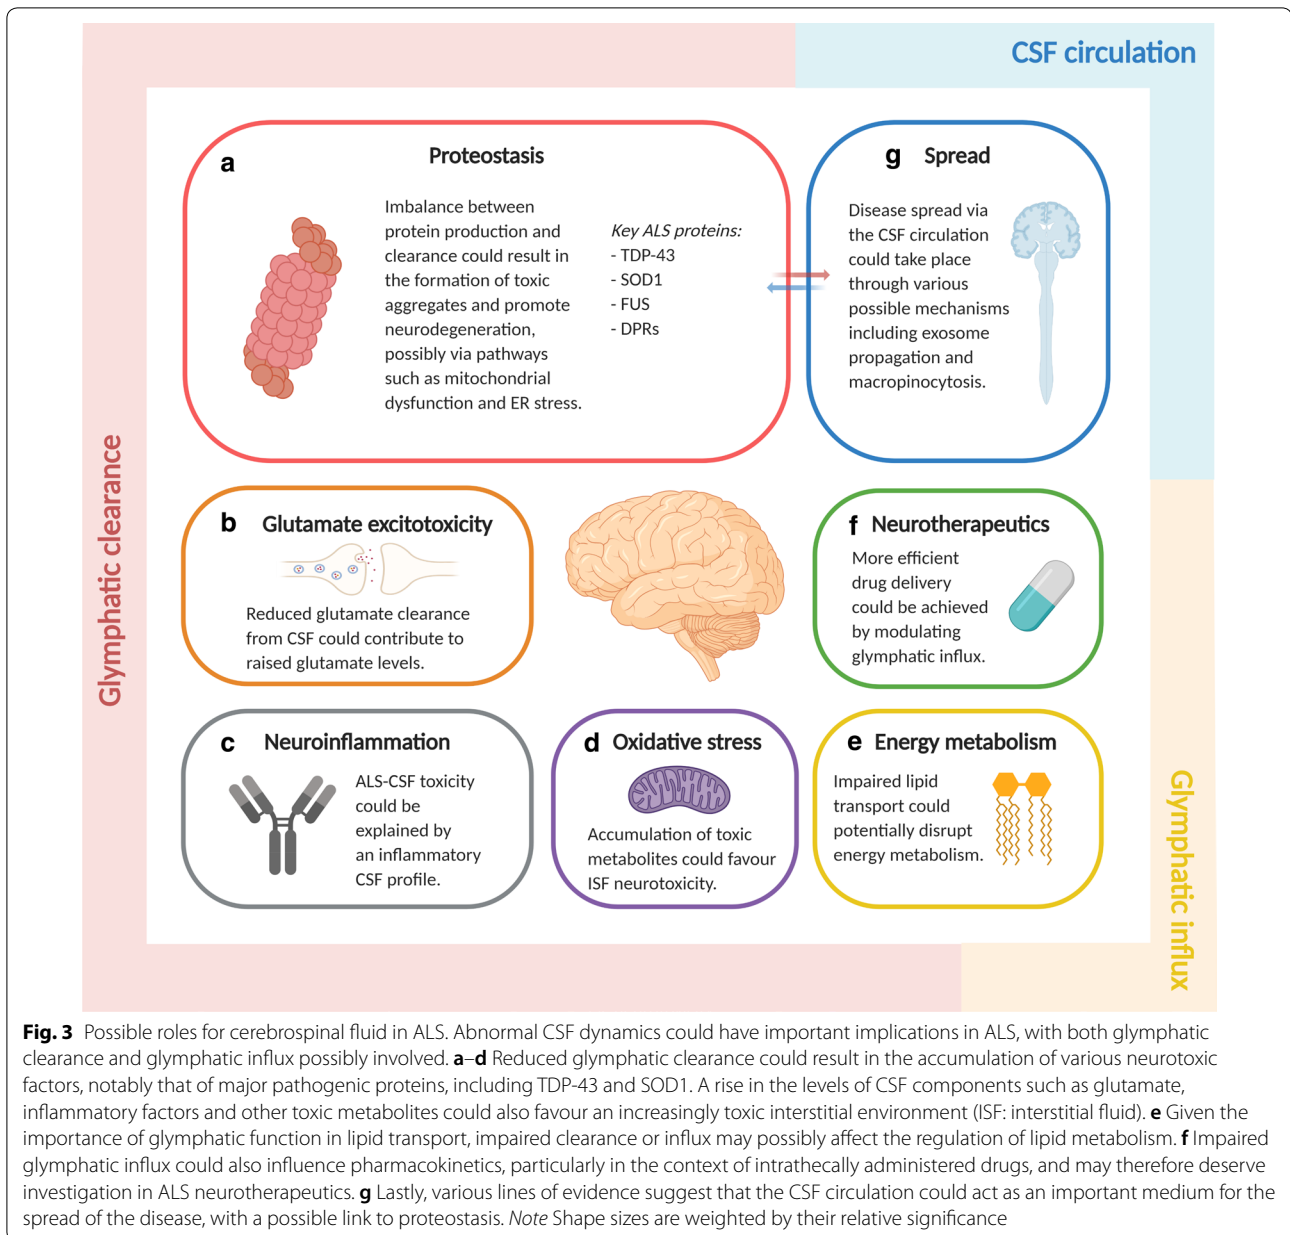 CSF circulation
Glymphatic clearance
a
Proteostasis
Imbalance between
protein production and
clearance could result in
the formation of toxic
aggregates and promote
neurodegeneration,
possibly via pathways
such as mitochondrial
dysfunction and ER stress.
Key ALS proteins:
- TDP-43
- SOD1
- FUS
- DPRs
g Spread
Disease spread via
the CSF circulation
could take place
through various
possible mechanisms
including exosome
propagation and
macropinocytosis.
b Glutamate excitotoxicity
Reduced glutamate clearance
from CSF could contribute to
raised glutamate levels.
f Neurotherapeutics
More efficient
drug delivery
could be achieved
by modulating
glymphatic influx.
c Neuroinflammation
ALS-CSF toxicity
could be
explained by
an inflammatory
CSF profile.
d Oxidative stress
Accumulation of toxic
metabolites could favour
ISF neurotoxicity.
e Energy metabolism
Impaired lipid
transport could
potentially disrupt
energy metabolism.
Glymphatic influx
Fig. 3 Possible roles for cerebrospinal fluid in ALS. Abnormal CSF dynamics could have important implications in ALS, with both glymphatic
clearance and glymphatic influx possibly involved. a–d Reduced glymphatic clearance could result in the accumulation of various neurotoxic
factors, notably that of major pathogenic proteins, including TDP-43 and SOD1. A rise in the levels of CSF components such as glutamate,
inflammatory factors and other toxic metabolites could also favour an increasingly toxic interstitial environment (ISF: interstitial fluid). e Given the
importance of glymphatic function in lipid transport, impaired clearance or influx may possibly affect the regulation of lipid metabolism. f Impaired
glymphatic influx could also influence pharmacokinetics, particularly in the context of intrathecally administered drugs, and may therefore deserve
investigation in ALS neurotherapeutics. g Lastly, various lines of evidence suggest that the CSF circulation could act as an important medium for the
spread of the disease, with a possible link to proteostasis. Note Shape sizes are weighted by their relative significance